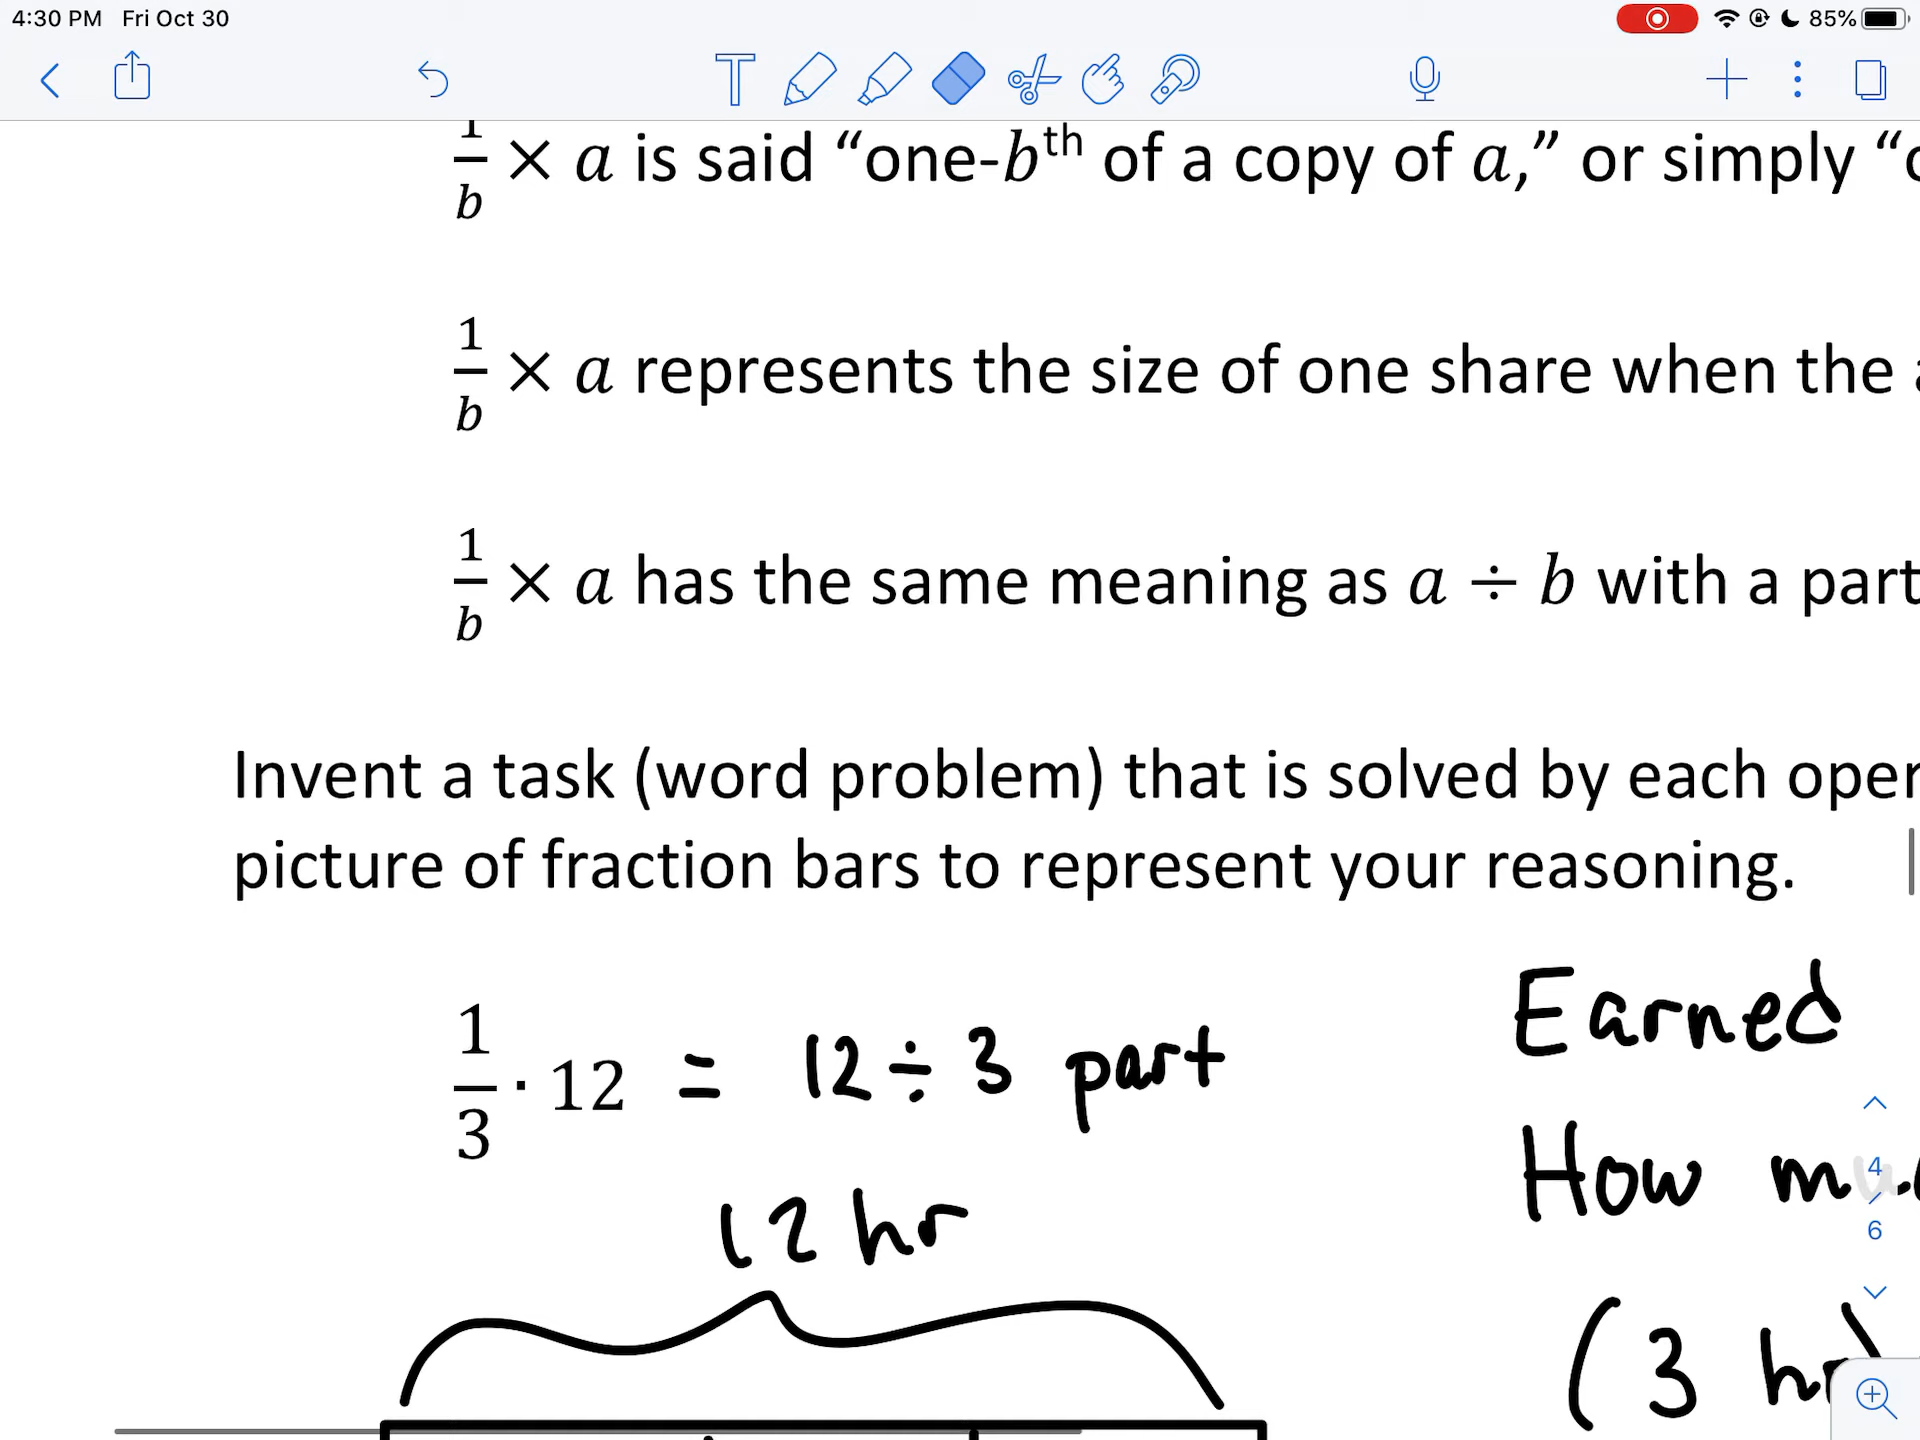 4:30 PM Fri Oct 30 85%
1/b × a is said “one-bᵗʰ of a copy of a,” or simply “
1/b × a represents the size of one share when the
1/b × a has the same meaning as a ÷ b with a part
Invent a task (word problem) that is solved by each oper
picture of fraction bars to represent your reasoning.
Earned
1/3 · 12 = 12 ÷ 3 part
How
4
6
12 hr
(3 hr)